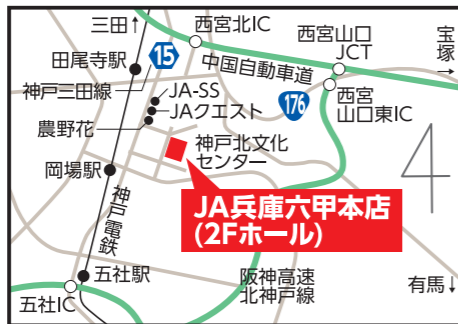 三田↑
西宮北IC
西宮山口
JCT
宝塚
→
田尾寺駅
15
中国自動車道
神戸三田線
JA-SS
JAクエスト
農野花
176
西宮
山口東IC
神戸北文化
センター
岡場駅
JA兵庫六甲本店
(2Fホール)
神戸電鉄
五社駅
五社IC
阪神高速
北神戸線
有馬↓
4